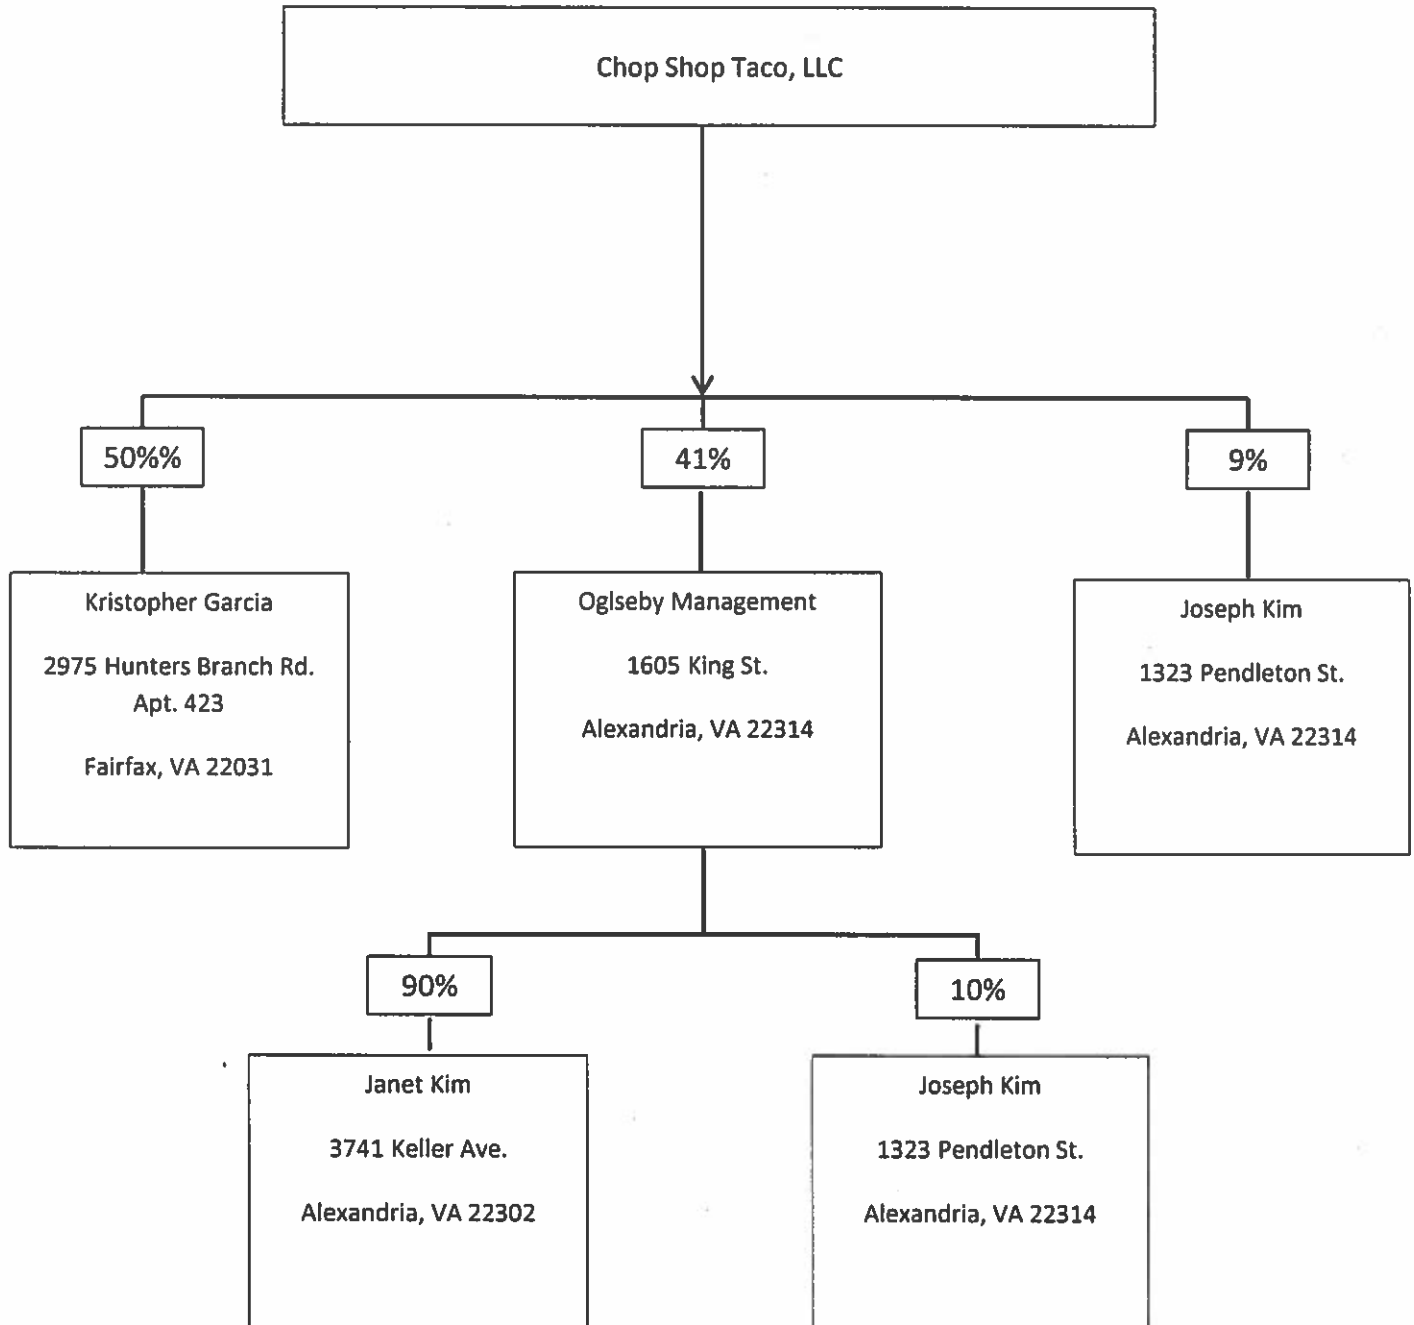 Chop Shop Taco, LLC
50%%
41%
9%
Kristopher Garcia
2975 Hunters Branch Rd.
Apt. 423
Fairfax, VA 22031
Oglseby Management
1605 King St.
Alexandria, VA 22314
Joseph Kim
1323 Pendleton St.
Alexandria, VA 22314
90%
10%
Janet Kim
3741 Keller Ave.
Alexandria, VA 22302
Joseph Kim
1323 Pendleton St.
Alexandria, VA 22314